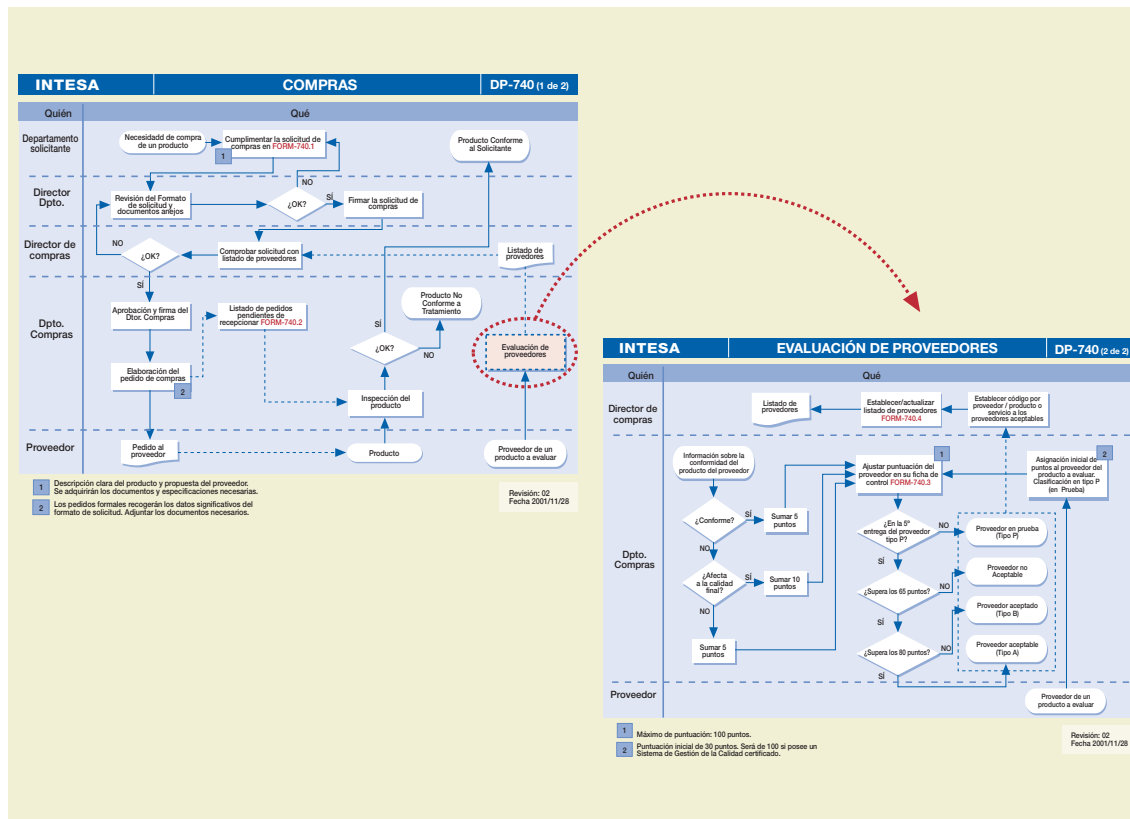 INTESA
COMPRAS
DP-740 (1 de 2)
Quién
Qué
Departamento
solicitante
Necesidadd de compra
de un producto
Cumplimentar la solicitud de
compras en FORM-740.1
1
Producto Conforme
al Solicitante
NO
Director
Dpto.
Revisión del Formato
de solicitud y
documentos anejos
¿OK?
SÍ
Firmar la solicitud de
compras
Director de
compras
NO
¿OK?
Comprobar solicitud con
listado de proveedores
Listado de
provedores
SÍ
Dpto.
Compras
Aprobación y firma del
Dtor. Compras
Listado de pedidos
pendientes de
recepcionar FORM-740.2
Producto No
Conforme a
Tratamiento
SÍ
¿OK?
NO
Evaluación de
proveedores
Elaboración del
pedido de compras
2
Inspección del
producto
Proveedor
Pedido al
proveedor
Producto
Proveedor de un
producto a evaluar
1
Descripción clara del producto y propuesta del proveedor.
Se adquirirán los documentos y especificaciones necesarias.
2
Los pedidos formales recogerán los datos significativos del
formato de solicitud. Adjuntar los documentos necesarios.
Revisión: 02
Fecha 2001/11/28
INTESA
EVALUACIÓN DE PROVEEDORES
DP-740 (2 de 2)
Quién
Qué
Director de
compras
Listado de
provedores
Establecer/actualizar
listado de proveedores
FORM-740.4
Establecer código por
proveedor / producto o
servicio a los
proveedores aceptables
Dpto.
Compras
Información sobre la
conformidad del
producto del proveedor
1
Ajustar puntuación del
proveedor en su ficha de
control FORM-740.3
2
Asignación inicial de
puntos al proveedor del
producto a evaluar.
Clasificación en tipo P
(en Prueba)
¿Conforme?
SÍ
Sumar 5
puntos
¿En la 5ª
entrega del proveedor
tipo P?
NO
Proveedor en prueba
(Tipo P)
NO
SÍ
¿Afecta
a la calidad
final?
SÍ
Sumar 10
puntos
¿Supera los 65 puntos?
NO
Proveedor no
Aceptable
NO
SÍ
Proveedor aceptado
(Tipo B)
Sumar 5
puntos
¿Supera los 80 puntos?
NO
Proveedor aceptable
(Tipo A)
SÍ
Proveedor
Proveedor de un
producto a evaluar
1
Máximo de puntuación: 100 puntos.
2
Puntuación inicial de 30 puntos. Será de 100 si posee un
Sistema de Gestión de la Calidad certificado.
Revisión: 02
Fecha 2001/11/28